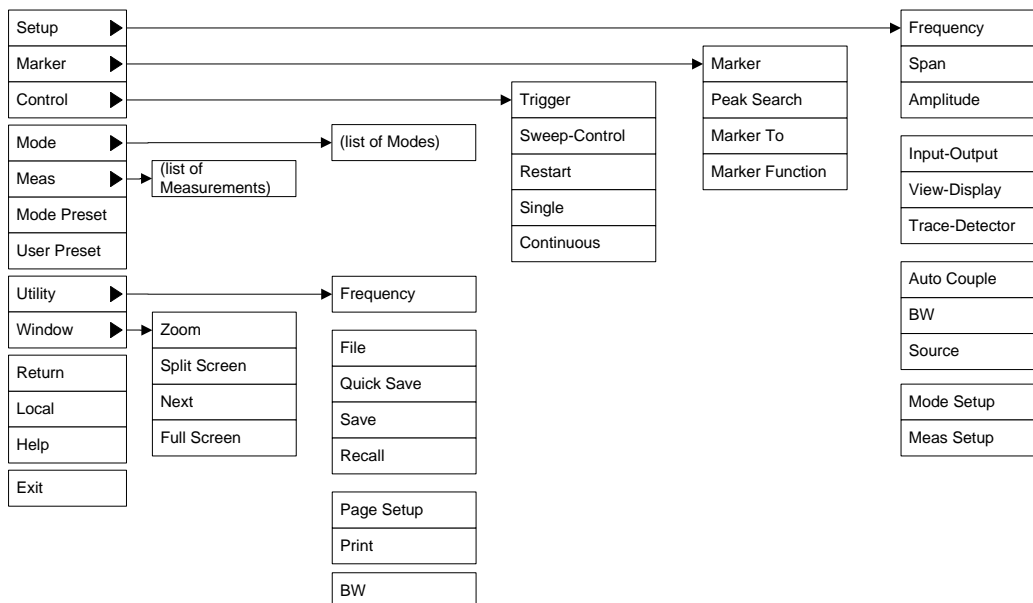 Setup
Marker
Control
Mode
Meas
Mode Preset
User Preset
Utility
Window
Return
Local
Help
Exit
(list of
Measurements)
Zoom
Split Screen
Next
Full Screen
(list of Modes)
Frequency
File
Quick Save
Save
Recall
Page Setup
Print
BW
Trigger
Sweep-Control
Restart
Single
Continuous
Marker
Peak Search
Marker To
Marker Function
Frequency
Span
Amplitude
Input-Output
View-Display
Trace-Detector
Auto Couple
BW
Source
Mode Setup
Meas Setup